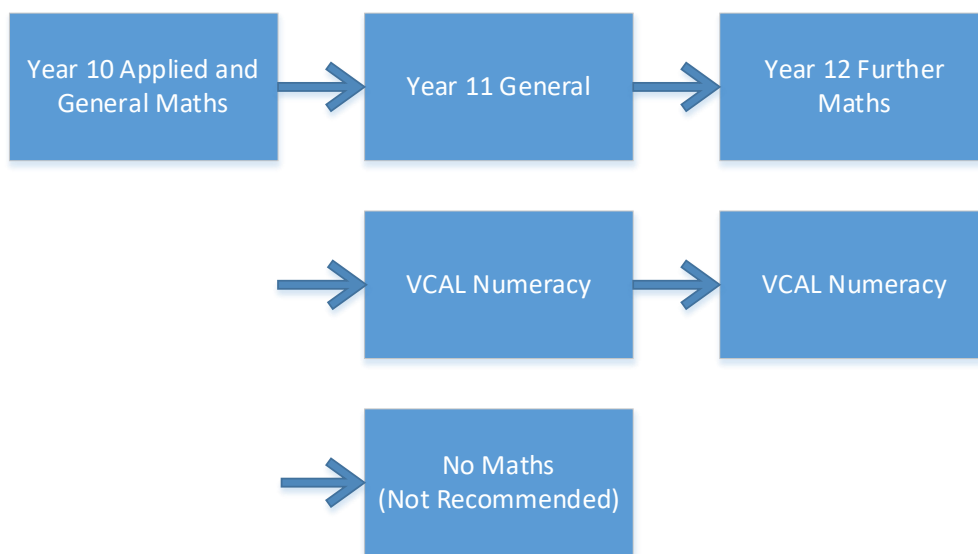 Year 10 Applied and
General Maths
Year 11 General
Year 12 Further
Maths
VCAL Numeracy
VCAL Numeracy
No Maths
(Not Recommended)